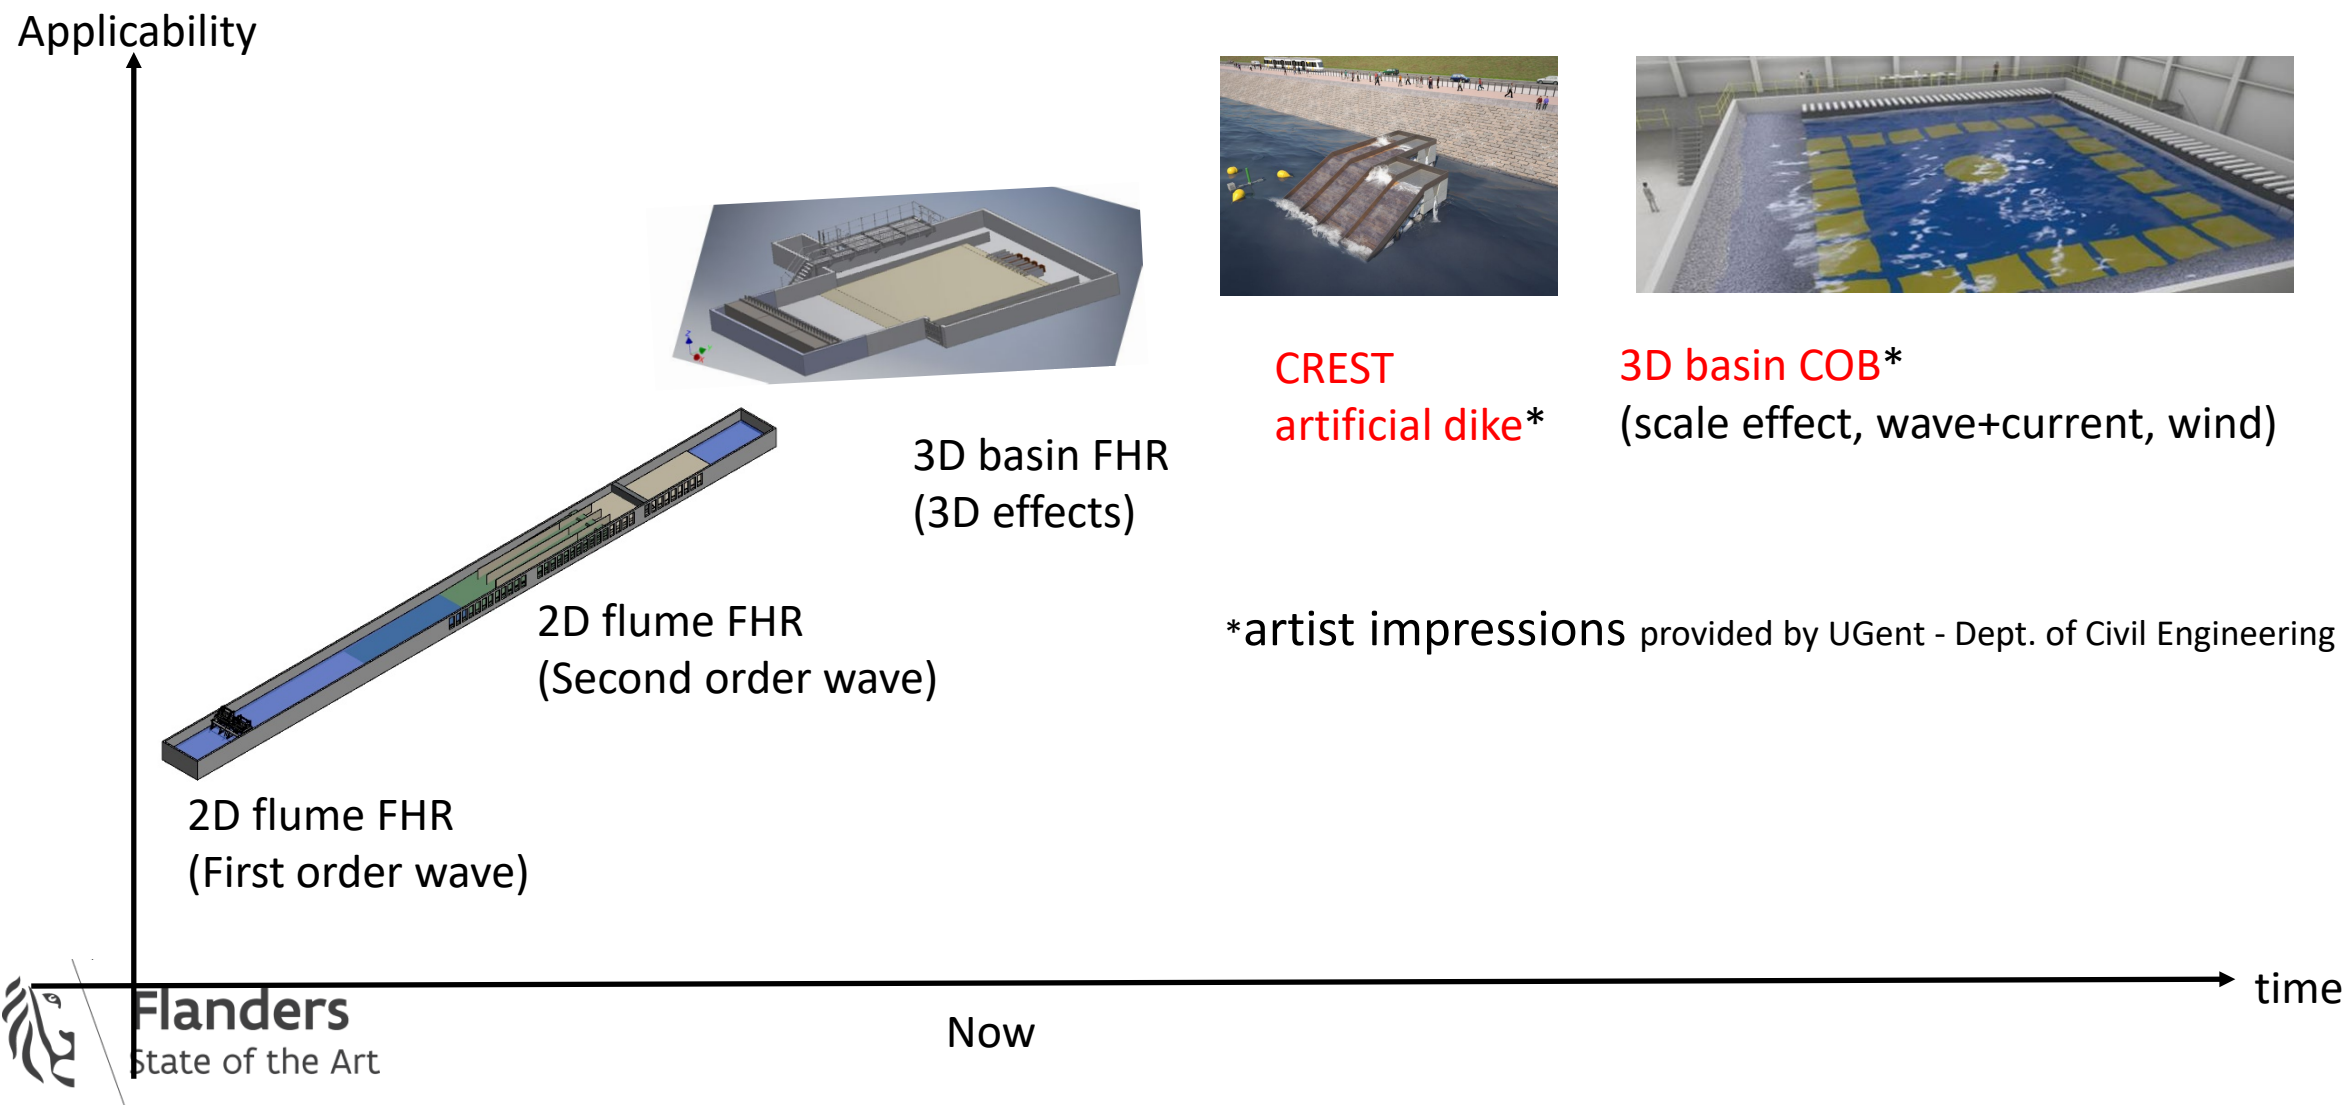 Applicability
CREST
artificial dike*
3D basin COB*
(scale effect, wave+current, wind)
3D basin FHR
(3D effects)
2D flume FHR
(Second order wave)
*artist impressions provided by UGent - Dept. of Civil Engineering
2D flume FHR
(First order wave)
time
Now
Flanders
State of the Art